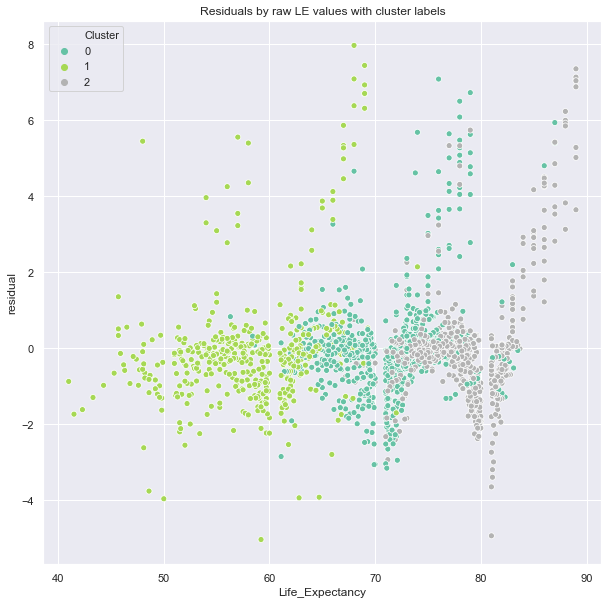 Residuals by raw LE values with cluster labels
Cluster
0
1
2
8
6
4
2
0
−2
−4
residual
40 50 60 70 80 90
Life_Expectancy